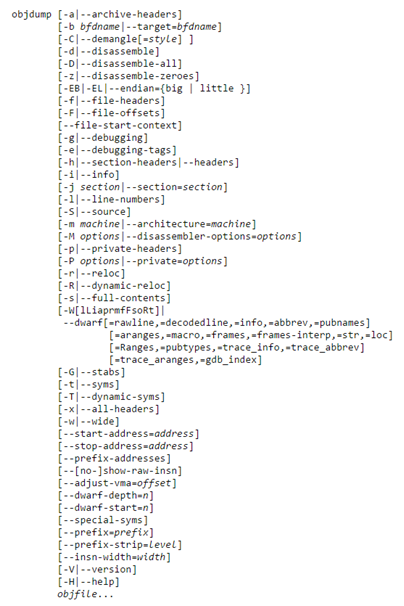 objdump [-a|--archive-headers]
[-b bfdname|--target=bfdname]
[-C|--demangle[=style] ]
[-d|--disassemble]
[-D|--disassemble-all]
[-z|--disassemble-zeroes]
[-EB|-EL|--endian={big | little }]
[-f|--file-headers]
[-F|--file-offsets]
[--file-start-context]
[-g|--debugging]
[-e|--debugging-tags]
[-h|--section-headers|--headers]
[-i|--info]
[-j section|--section=section]
[-l|--line-numbers]
[-S|--source]
[-m machine|--architecture=machine]
[-M options|--disassembler-options=options]
[-p|--private-headers]
[-P options|--private=options]
[-r|--reloc]
[-R|--dynamic-reloc]
[-s|--full-contents]
[-W[lLiaprmfFsoRt]|
--dwarf[=rawline,=decodedline,=info,=abbrev,=pubnames]
[=aranges,=macro,=frames,=frames-interp,=str,=loc]
[=Ranges,=pubtypes,=trace_info,=trace_abbrev]
[=trace_aranges,=gdb_index]
[-G|--stabs]
[-t|--syms]
[-T|--dynamic-syms]
[-x|--all-headers]
[-w|--wide]
[--start-address=address]
[--stop-address=address]
[--prefix-addresses]
[--[no-]show-raw-insn]
[--adjust-vma=offset]
[--dwarf-depth=n]
[--dwarf-start=n]
[--special-syms]
[--prefix=prefix]
[--prefix-strip=level]
[--insn-width=width]
[-V|--version]
[-H|--help]
objfile...